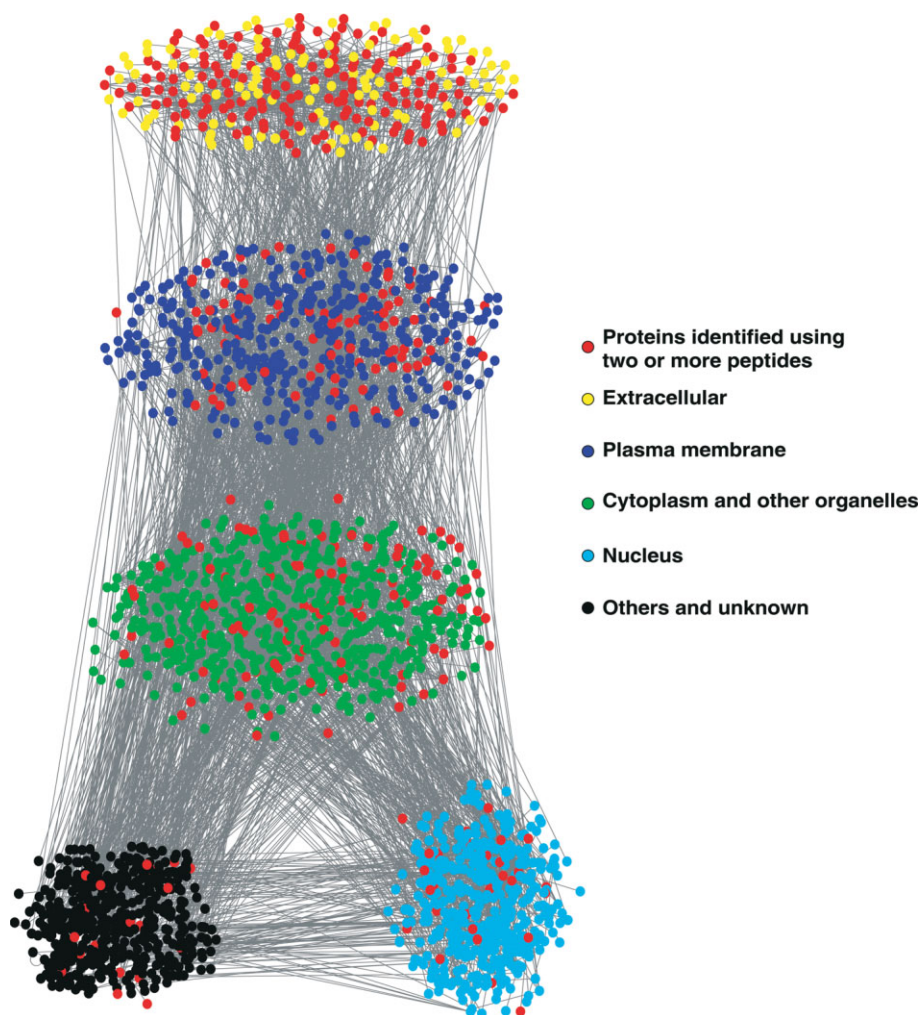 Proteins identified using
two or more peptides
Extracellular
Plasma membrane
Cytoplasm and other organelles
Nucleus
Others and unknown